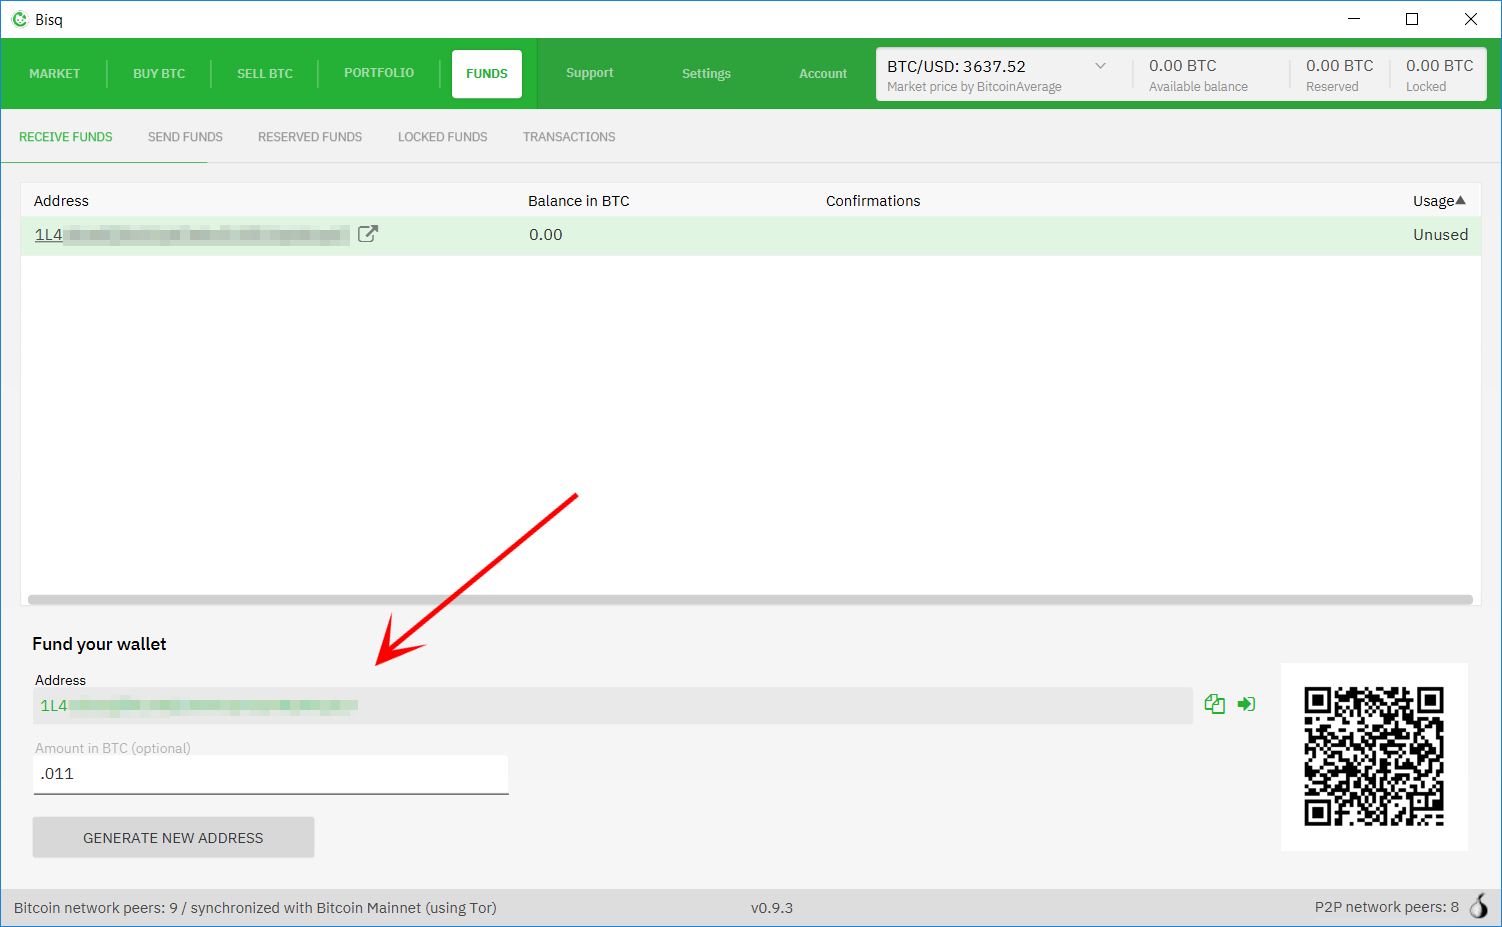 Bisq
MARKET
BUY BTC
SELL BTC
PORTFOLIO
FUNDS
Support
Settings
Account
BTC/USD: 3637.52
Market price by BitcoinAverage
0.00 BTC
Available balance
0.00 BTC
Reserved
0.00 BTC
Locked
RECEIVE FUNDS
SEND FUNDS
RESERVED FUNDS
LOCKED FUNDS
TRANSACTIONS
Address
Balance in BTC
Confirmations
Usage
1L4
0.00
Unused
Fund your wallet
Address
1L4
Amount in BTC (optional)
.011
GENERATE NEW ADDRESS
Bitcoin network peers: 9 / synchronized with Bitcoin Mainnet (using Tor)
v0.9.3
P2P network peers: 8